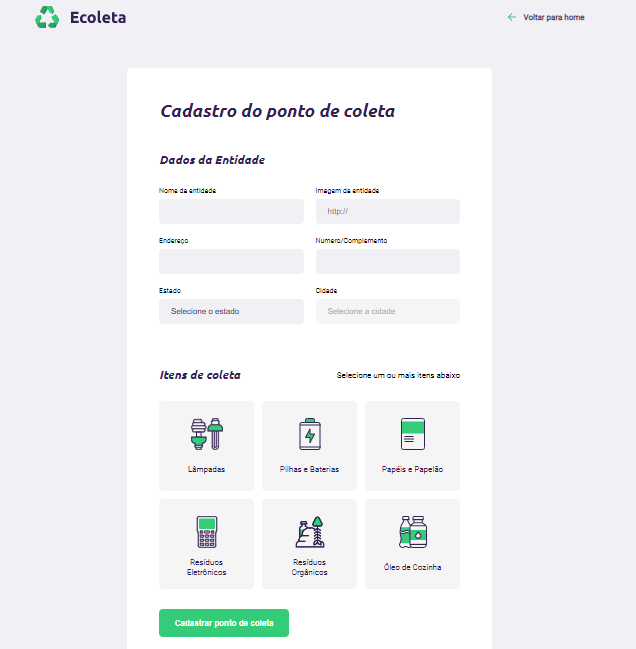 Ecoleta
Voltar para home
Cadastro do ponto de coleta
Dados da Entidade
Nome da entidade
Imagem da entidade
http://
Endereço
Numero/Complemento
Estado
Cidade
Selecione o estado
Selecione a cidade
Itens de coleta
Selecione um ou mais itens abaixo
Lâmpadas
Pilhas e Baterias
Papéis e Papelão
Resíduos
Eletrônicos
Resíduos
Orgânicos
Óleo de Cozinha
Cadastrar ponto de coleta